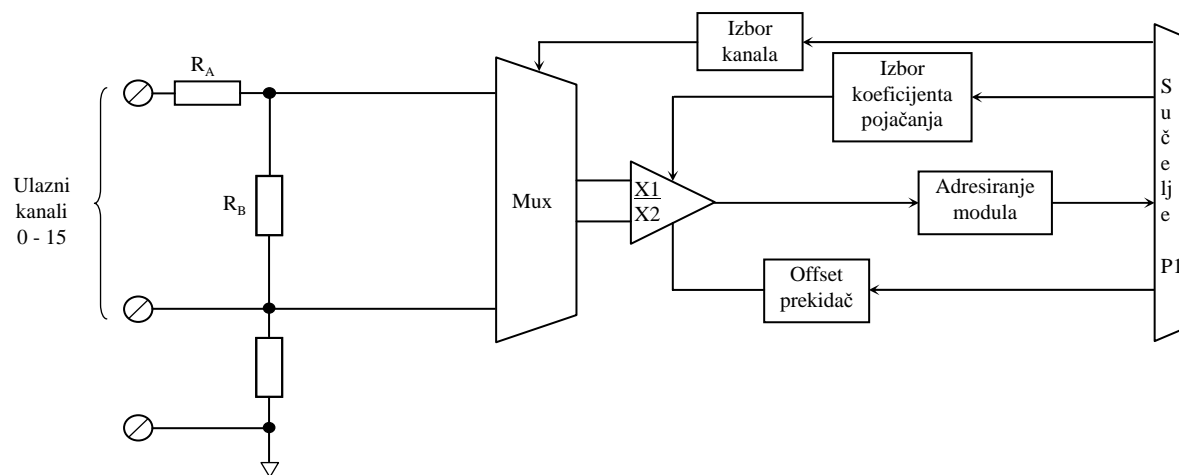 Izbor
kanala
Izbor
koeficijenta
pojačanja
R_A
Ulazni
kanali
0 - 15
R_B
Mux
X1
X2
Adresiranje
modula
Offset
prekidač
S
u
č
e
lj
e
P1